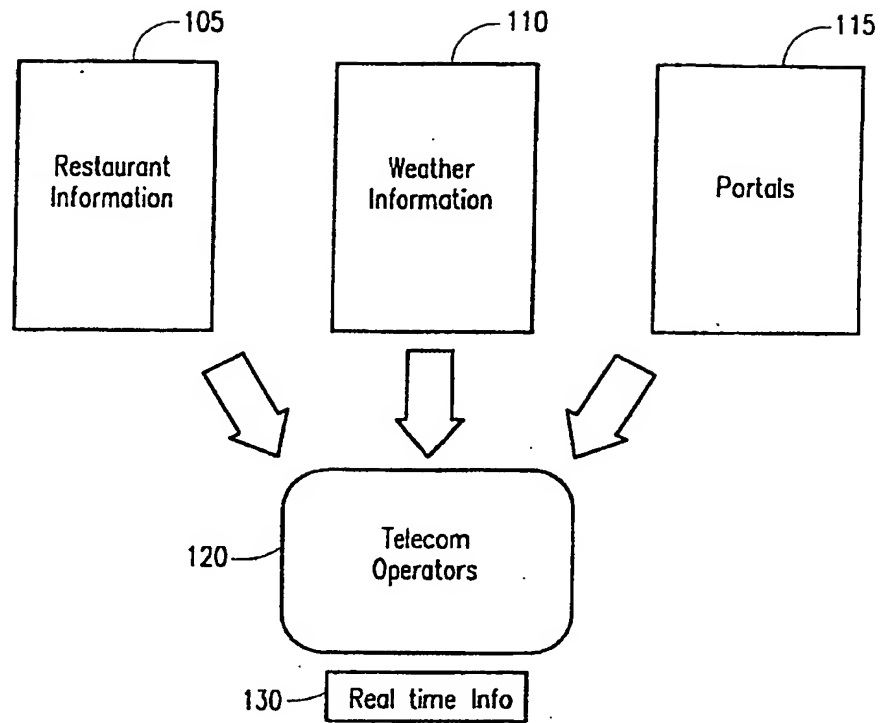 105
110
115
Restaurant
Information
Weather
Information
Portals
120
Telecom
Operators
130
Real time Info